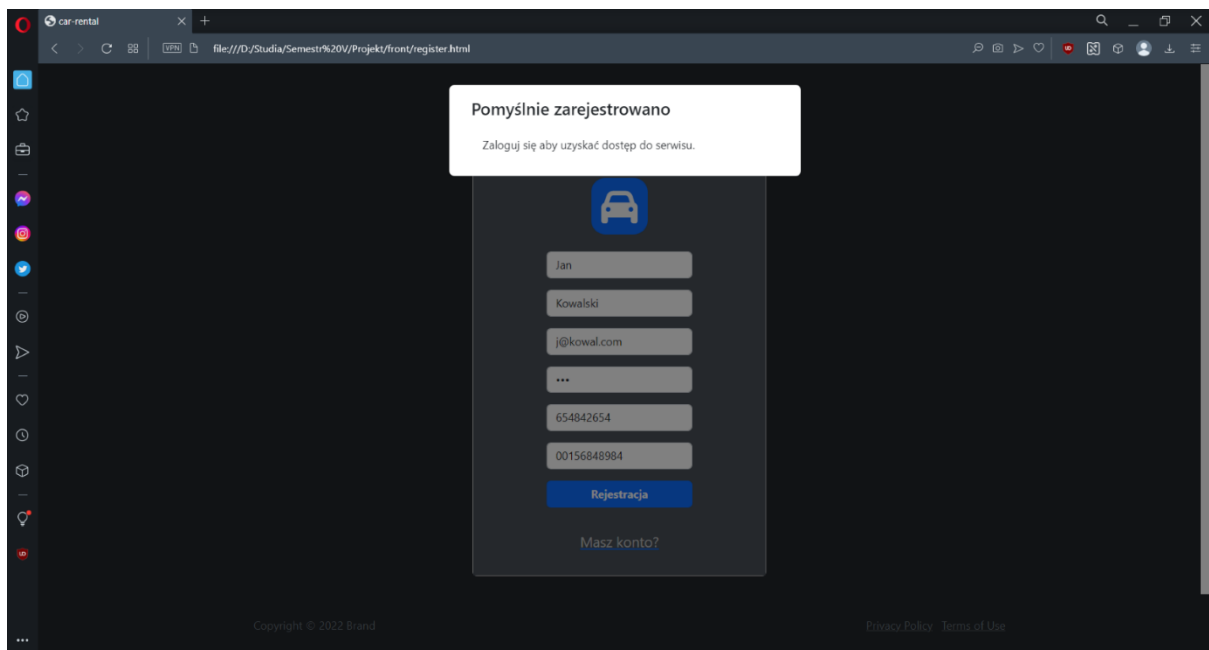 car-rental
VPN
file:///D:/Studia/Semestr%20V/Projekt/front/register.html
Pomyślnie zarejestrowano
Zaloguj się aby uzyskać dostęp do serwisu.
Jan
Kowalski
j@kowal.com
•••
654842654
00156848984
Rejestracja
Masz konto?
Copyright © 2022 Brand
Privacy Policy Terms of Use